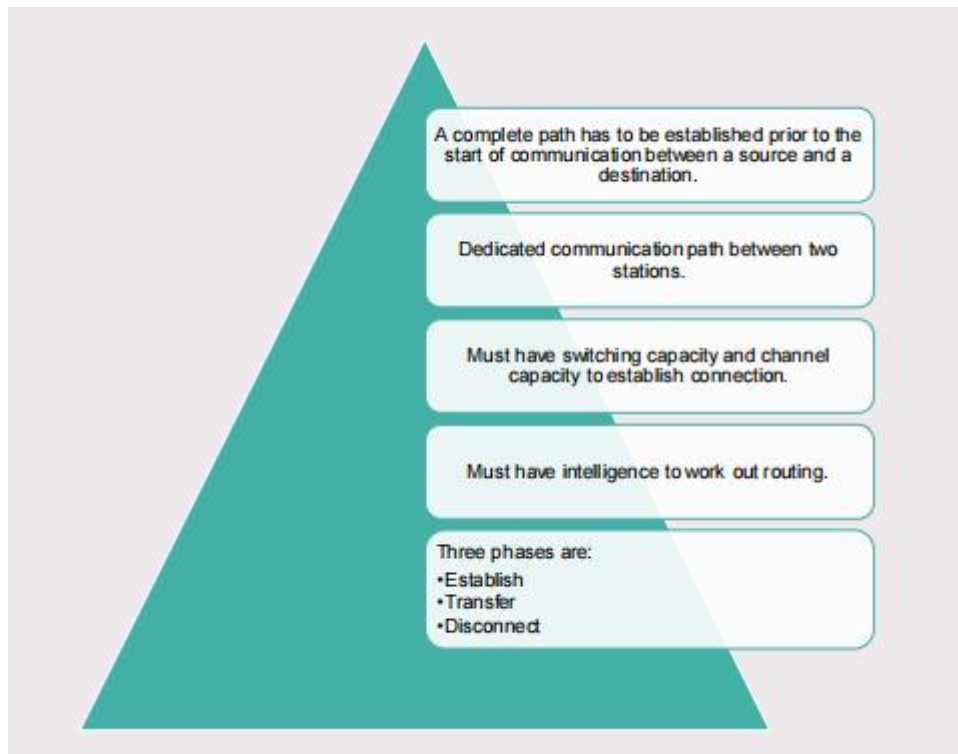 A complete path has to be established prior to the
start of communication between a source and a
destination.
Dedicated communication path between two
stations.
Must have switching capacity and channel
capacity to establish connection.
Must have intelligence to work out routing.
Three phases are:
•Establish
•Transfer
•Disconnect